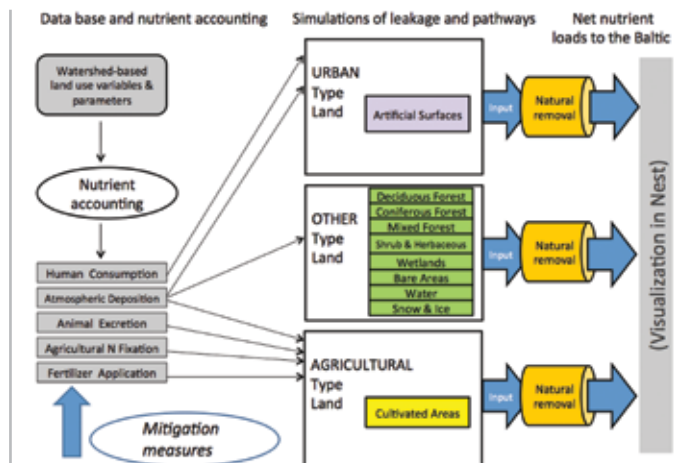 Data base and nutrient accounting
Simulations of leakage and pathways
Net nutrient
loads to the Baltic
Watershed-based
land use variables &
parameters
Nutrient
accounting
Human Consumption
Atmospheric Deposition
Animal Excretion
Agricultural N Fixation
Fertilizer Application
Mitigation
measures
URBAN
Type
Land
Artificial Surfaces
Input
Natural
removal
OTHER
Type
Land
Deciduous Forest
Coniferous Forest
Mixed Forest
Shrub & Herbaceous
Wetlands
Bare Areas
Water
Snow & Ice
Input
Natural
removal
AGRICULTURAL
Type
Land
Cultivated Areas
Input
Natural
removal
(Visualization in Nest)